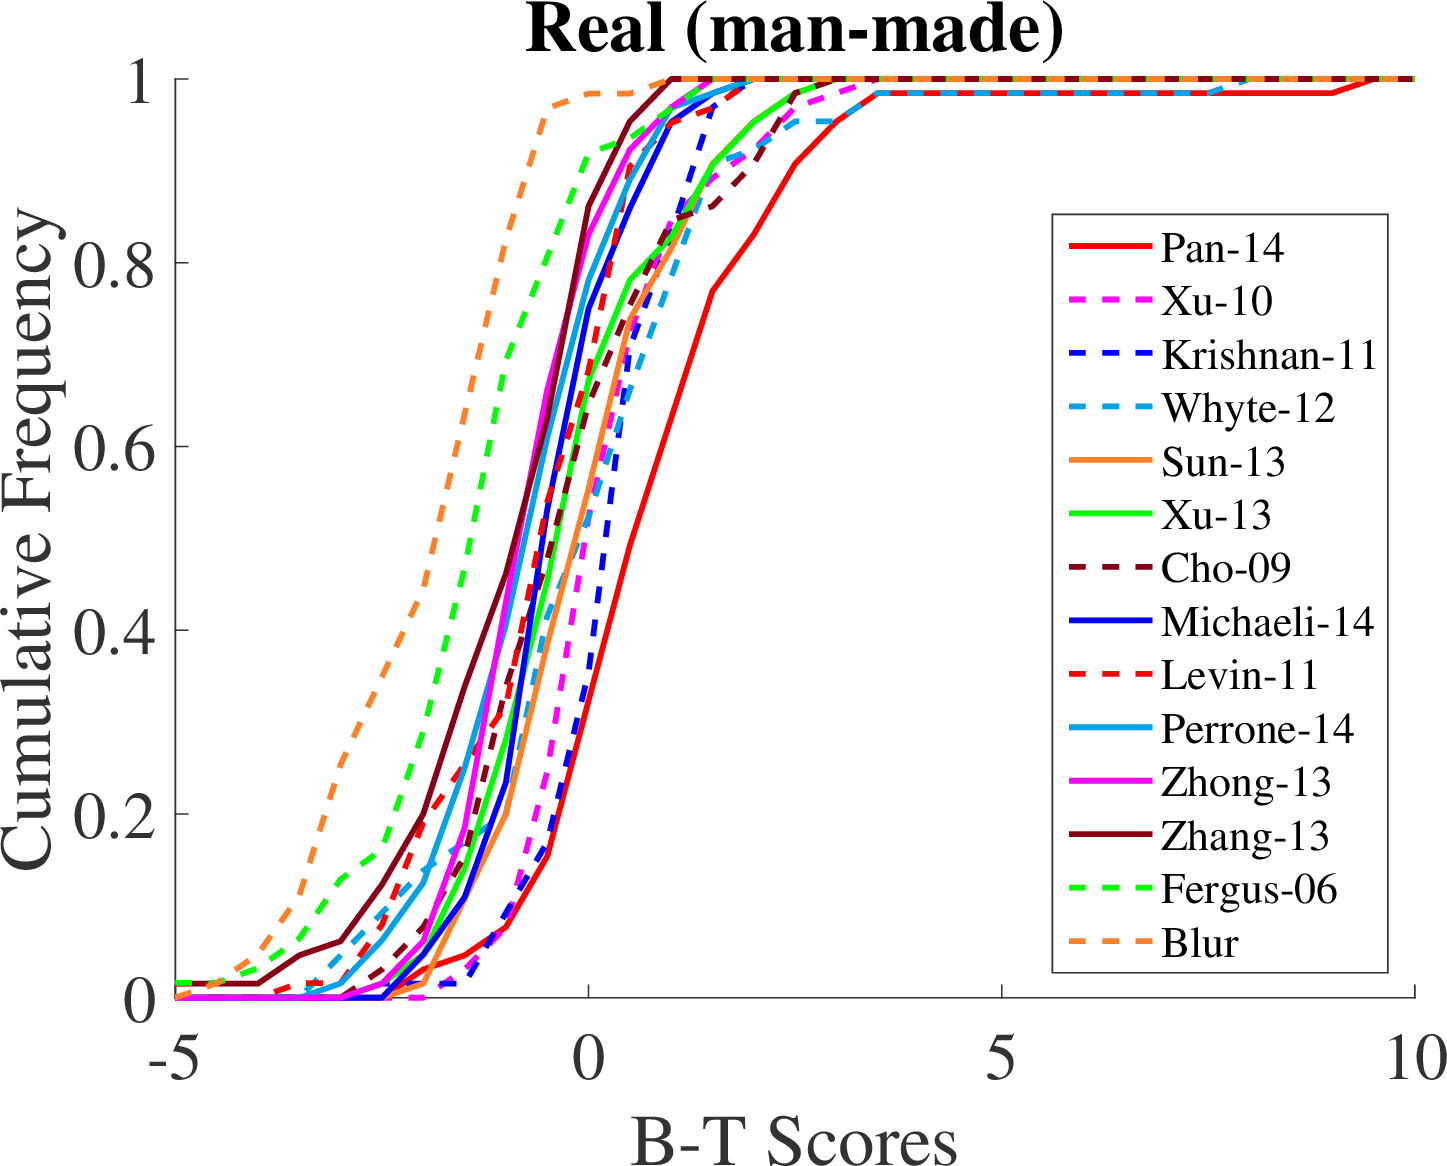 Real (man-made)
Cumulative Frequency
1
0.8
0.6
0.4
0.2
0
-5
0
5
10
B-T Scores
Pan-14
Xu-10
Krishnan-11
Whyte-12
Sun-13
Xu-13
Cho-09
Michaeli-14
Levin-11
Perrone-14
Zhong-13
Zhang-13
Fergus-06
Blur